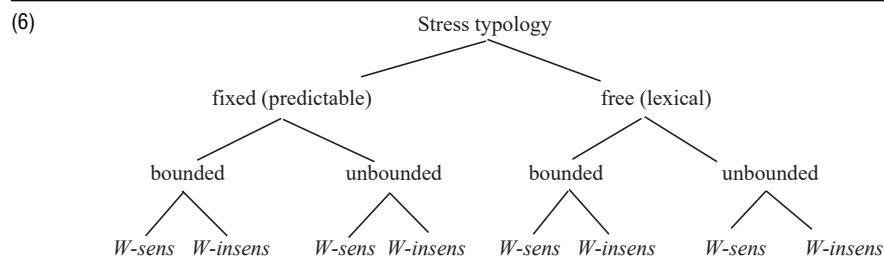 (6)
Stress typology
fixed (predictable) free (lexical)
bounded unbounded bounded unbounded
W-sens W-insens W-sens W-insens W-sens W-insens W-sens W-insens